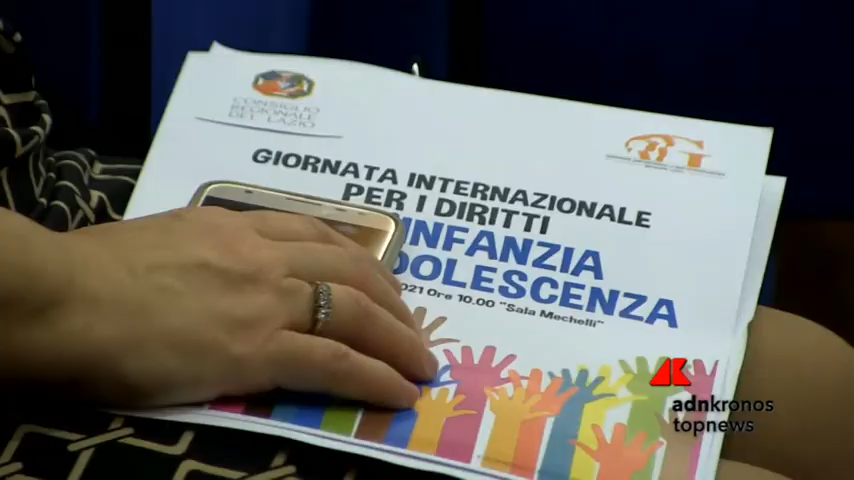 CONSIGLIO
REGIONALE
DEL LAZIO
GIORNATA INTERNAZIONALE
PER I DIRITTI
INFANZIA
DOLESCENZA
2021 Ore 10.00 "Sala Mechelli"
adnkronos
topnews